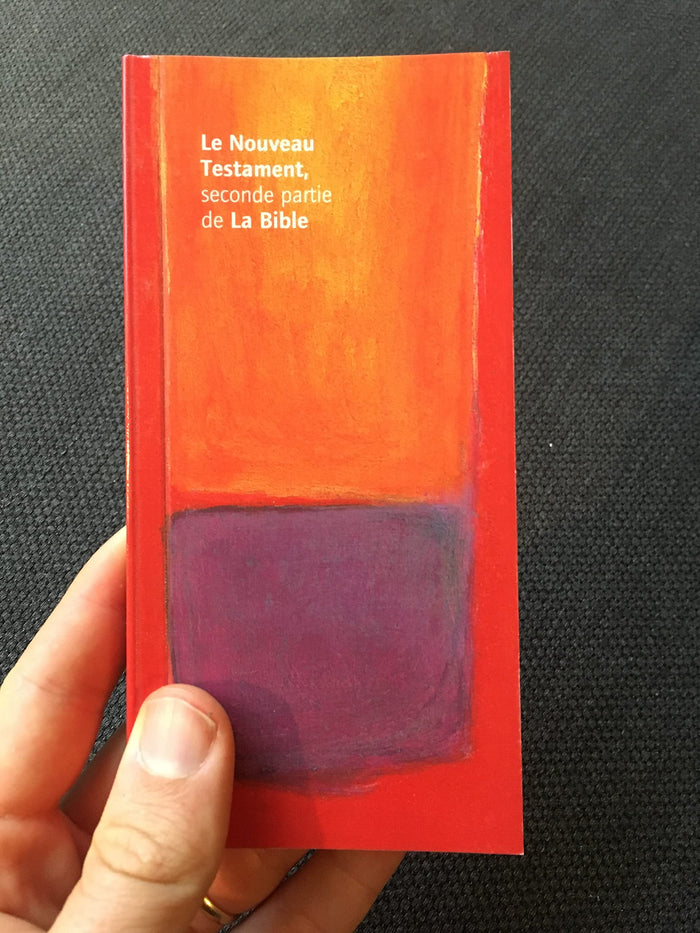 Le Nouveau
Testament,
seconde partie
de La Bible